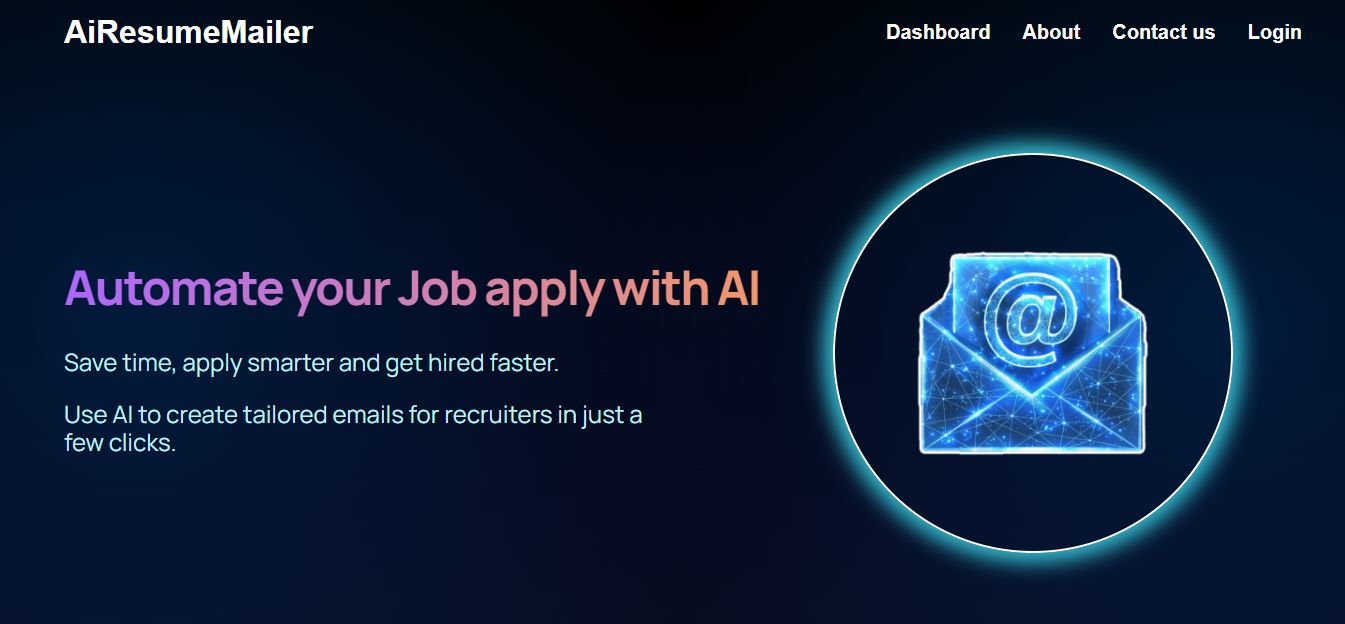 AiResumeMailer
Dashboard
About
Contact us
Login
Automate your Job apply with AI
Save time, apply smarter and get hired faster.
Use AI to create tailored emails for recruiters in just a
few clicks.
@